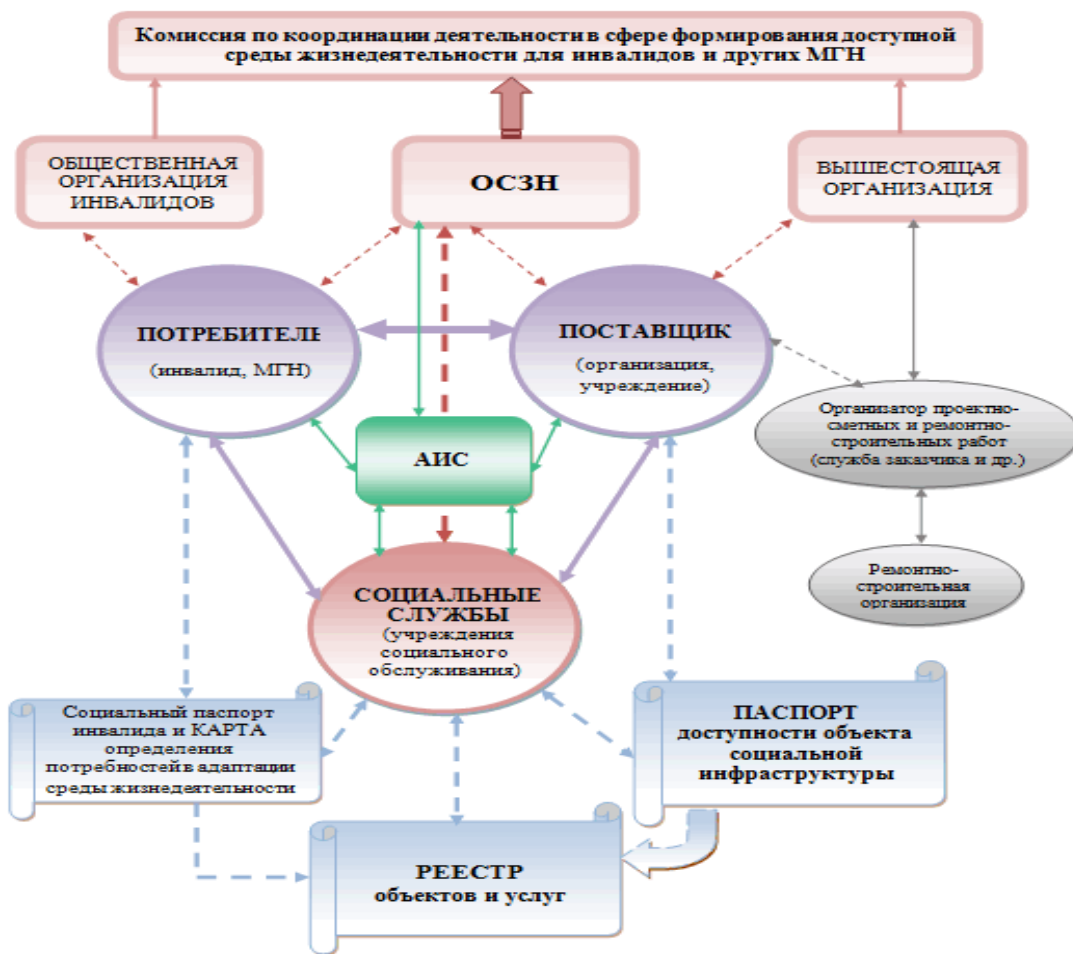 Комиссия по координации деятельности в сфере формирования доступной
среды жизнедеятельности для инвалидов и других МГН
ОБЩЕСТВЕННАЯ
ОРГАНИЗАЦИЯ
ИНВАЛИДОВ
ОСЗН
ВЫШЕСТОЯЩАЯ
ОРГАНИЗАЦИЯ
ПОТРЕБИТЕЛЬ
(инвалид, МГН)
ПОСТАВЩИК
(организация,
учреждение)
АИС
Организатор проектно-
сметных и ремонтно-
строительных работ
(служба заказчика и др.)
Ремонтно-
строительная
организация
СОЦИАЛЬНЫЕ
СЛУЖБЫ
(учреждения
социального
обслуживания)
Социальный паспорт
инвалида и КАРТА
определения
потребностей в адаптации
среды жизнедеятельности
ПАСПОРТ
доступности объекта
социальной
инфраструктуры
РЕЕСТР
объектов и услуг